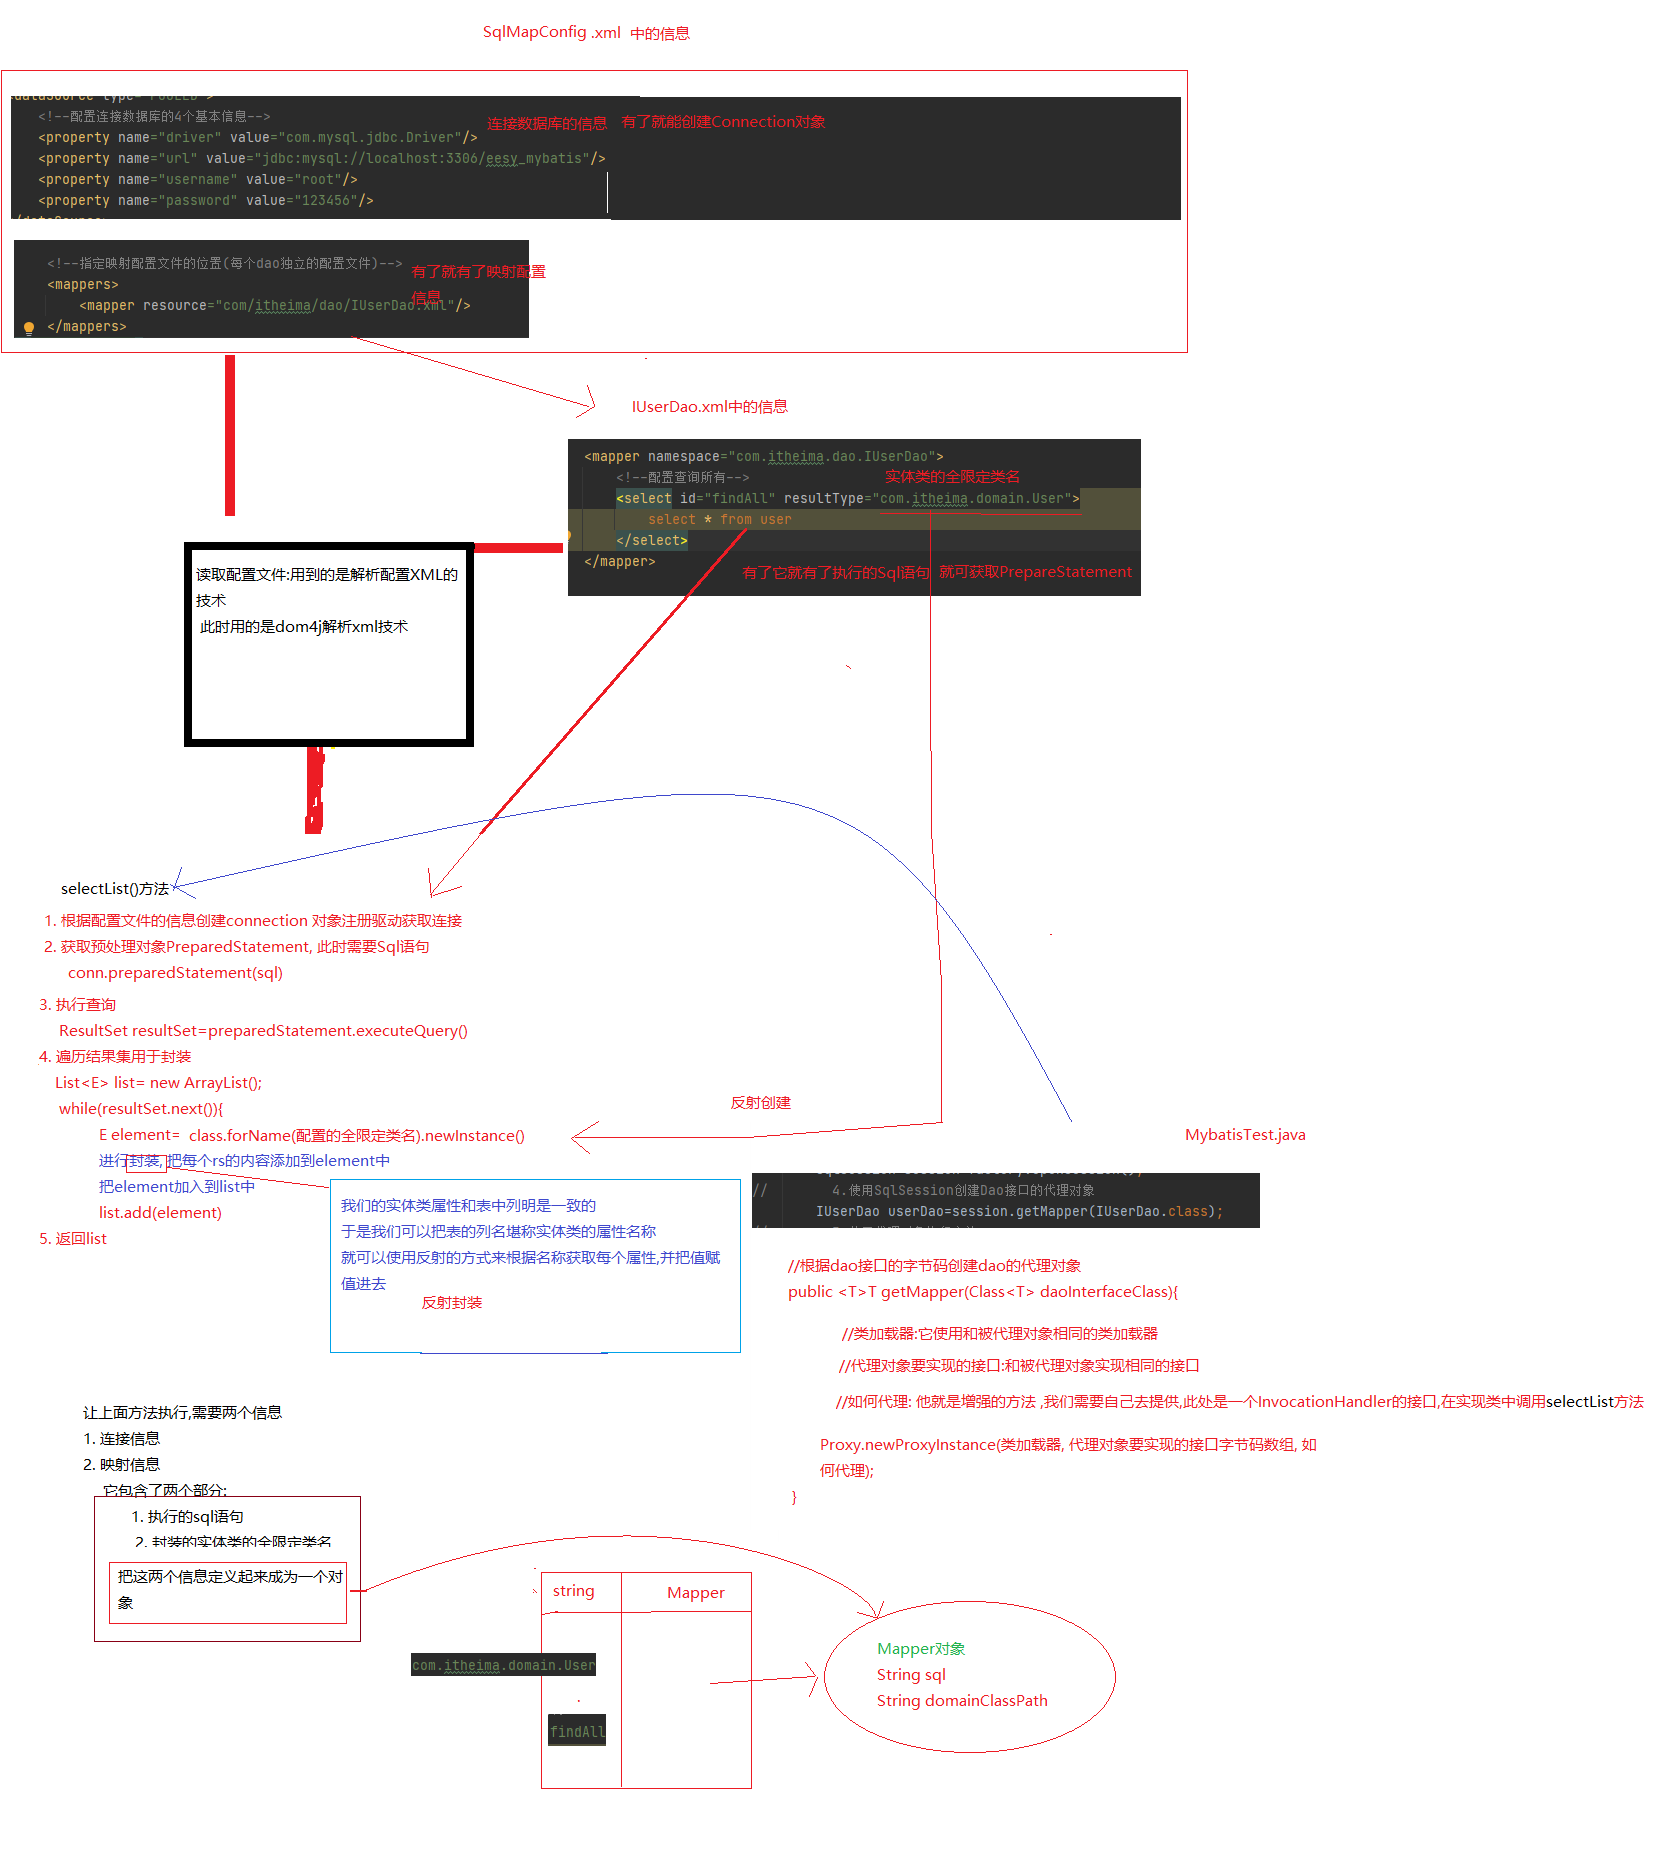 SqlMapConfig .xml 中的信息
<!--配置连接数据库的4个基本信息-->
连接数据库的信息 有了就能创建Connection对象
<property name="driver" value="com.mysql.jdbc.Driver"/>
<property name="url" value="jdbc:mysql://localhost:3306/eesy_mybatis"/>
<property name="username" value="root"/>
<property name="password" value="123456"/>
<!--指定映射配置文件的位置(每个dao独立的配置文件)-->
有了就有了映射配置
信息
<mappers>
<mapper resource="com/itheima/dao/IUserDao.xml"/>
</mappers>
IUserDao.xml中的信息
<mapper namespace="com.itheima.dao.IUserDao">
<!--配置查询所有-->
实体类的全限定类名
<select id="findAll" resultType="com.itheima.domain.User">
select * from user
</select>
</mapper>
有了它就有了执行的Sql语句 就可获取PrepareStatement
读取配置文件:用到的是解析配置XML的
技术
此时用的是dom4j解析xml技术
selectList()方法
1. 根据配置文件的信息创建connection 对象注册驱动获取连接
2. 获取预处理对象PreparedStatement, 此时需要Sql语句
conn.preparedStatement(sql)
3. 执行查询
ResultSet resultSet=preparedStatement.executeQuery()
4. 遍历结果集用于封装
List<E> list= new ArrayList();
while(resultSet.next()){
E element= class.forName(配置的全限定类名).newInstance()
进行封装, 把每个rs的内容添加到element中
把element加入到list中
list.add(element)
5. 返回list
反射创建
我们的实体类属性和表中列明是一致的
于是我们可以把表的列名堪称实体类的属性名称
就可以使用反射的方式来根据名称获取每个属性,并把值赋
值进去
反射封装
MybatisTest.java
// 4.使用SqlSession创建Dao接口的代理对象
IUserDao userDao=session.getMapper(IUserDao.class);
//根据dao接口的字节码创建dao的代理对象
public <T>T getMapper(Class<T> daoInterfaceClass){
//类加载器:它使用和被代理对象相同的类加载器
//代理对象要实现的接口:和被代理对象实现相同的接口
//如何代理: 他就是增强的方法 ,我们需要自己去提供,此处是一个InvocationHandler的接口,在实现类中调用selectList方法
Proxy.newProxyInstance(类加载器, 代理对象要实现的接口字节码数组, 如
何代理);
}
让上面方法执行,需要两个信息
1. 连接信息
2. 映射信息
它包含了两个部分:
1. 执行的sql语句
2. 封装的实体类的全限定类名
把这两个信息定义起来成为一个对
象
string Mapper
com.itheima.domain.User
findAll
Mapper对象
String sql
String domainClassPath